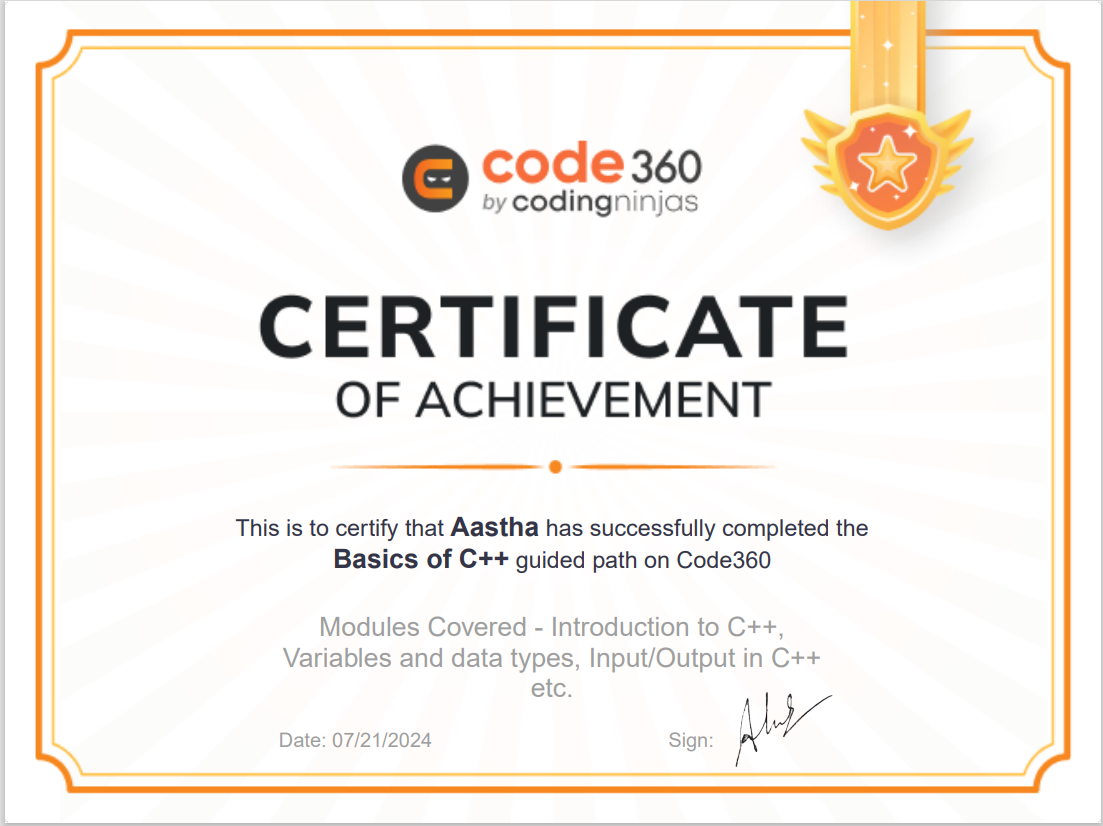 code 360
by codingninjas
CERTIFICATE
OF ACHIEVEMENT
This is to certify that Aastha has successfully completed the
Basics of C++ guided path on Code360
Modules Covered - Introduction to C++,
Variables and data types, Input/Output in C++
etc.
Date: 07/21/2024 Sign: